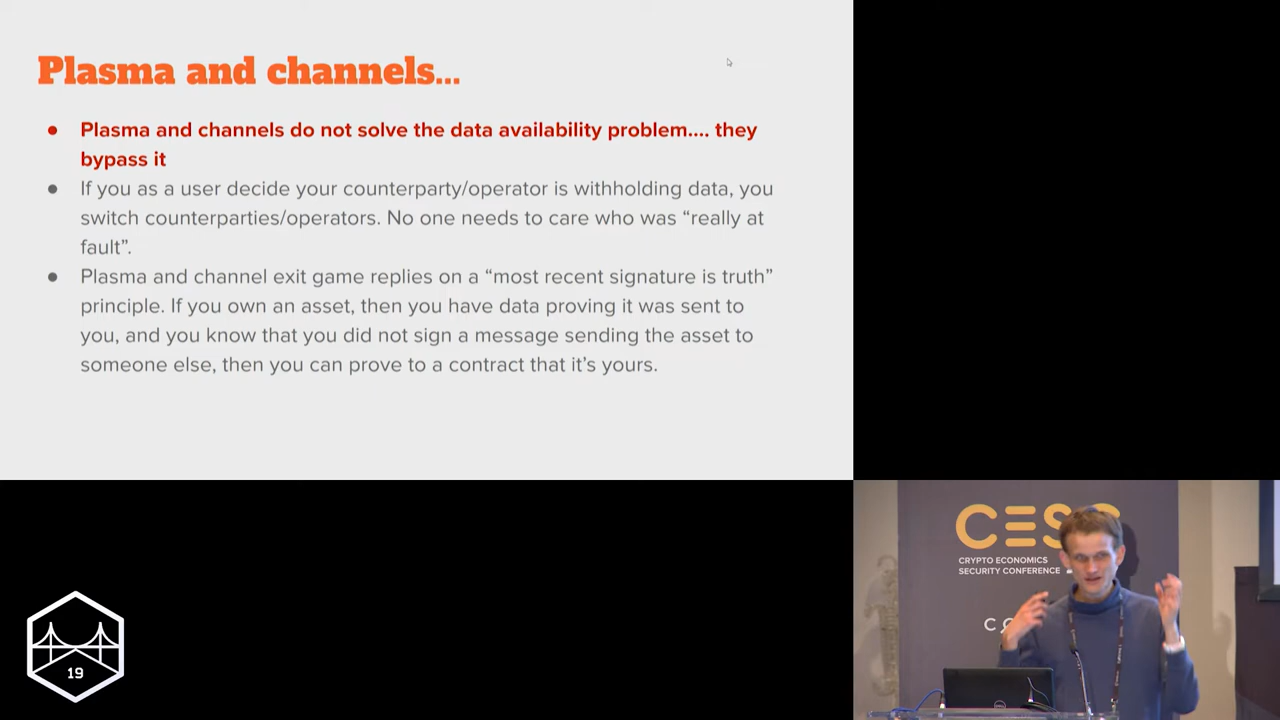 Plasma and channels...
● Plasma and channels do not solve the data availability problem.... they
bypass it
● If you as a user decide your counterparty/operator is withholding data, you
switch counterparties/operators. No one needs to care who was “really at
fault”.
● Plasma and channel exit game replies on a “most recent signature is truth”
principle. If you own an asset, then you have data proving it was sent to
you, and you know that you did not sign a message sending the asset to
someone else, then you can prove to a contract that it’s yours.
CESC
CRYPTO ECONOMICS
SECURITY CONFERENCE
19
DELL